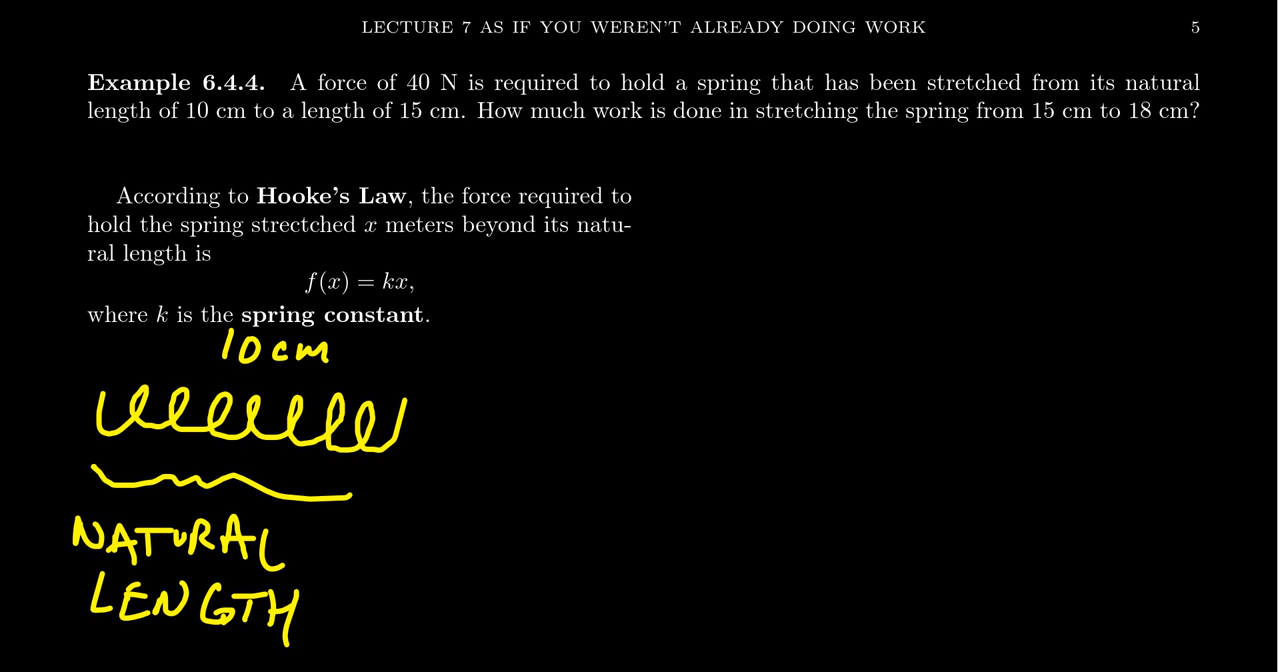 LECTURE 7 AS IF YOU WEREN'T ALREADY DOING WORK 5
Example 6.4.4. A force of 40 N is required to hold a spring that has been stretched from its natural
length of 10 cm to a length of 15 cm. How much work is done in stretching the spring from 15 cm to 18 cm?
According to Hooke's Law, the force required to
hold the spring strectched x meters beyond its natu-
ral length is
f(x) = kx,
where k is the spring constant.
10 cm
NATURAL
LENGTH